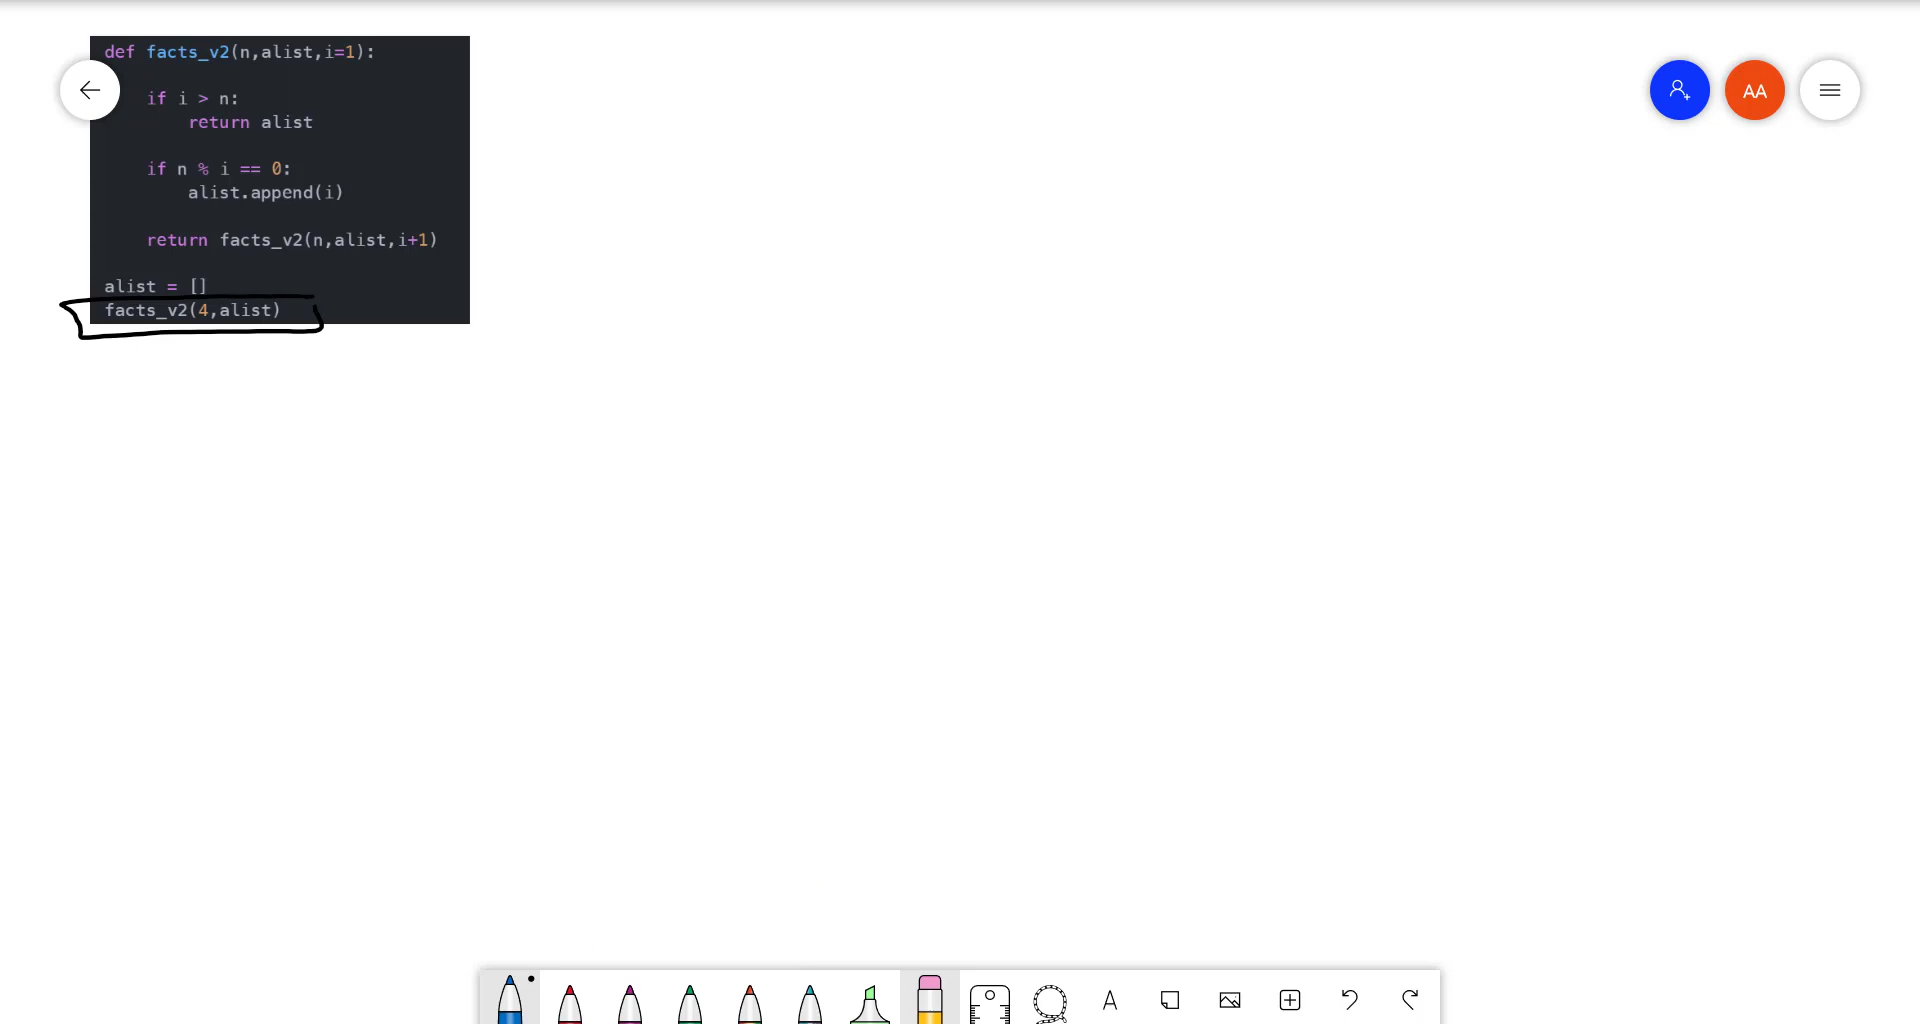 def facts_v2(n,alist,i=1):
if i > n:
return alist
if n % i == 0:
alist.append(i)
return facts_v2(n,alist,i+1)
alist = []
facts_v2(4,alist)
AA